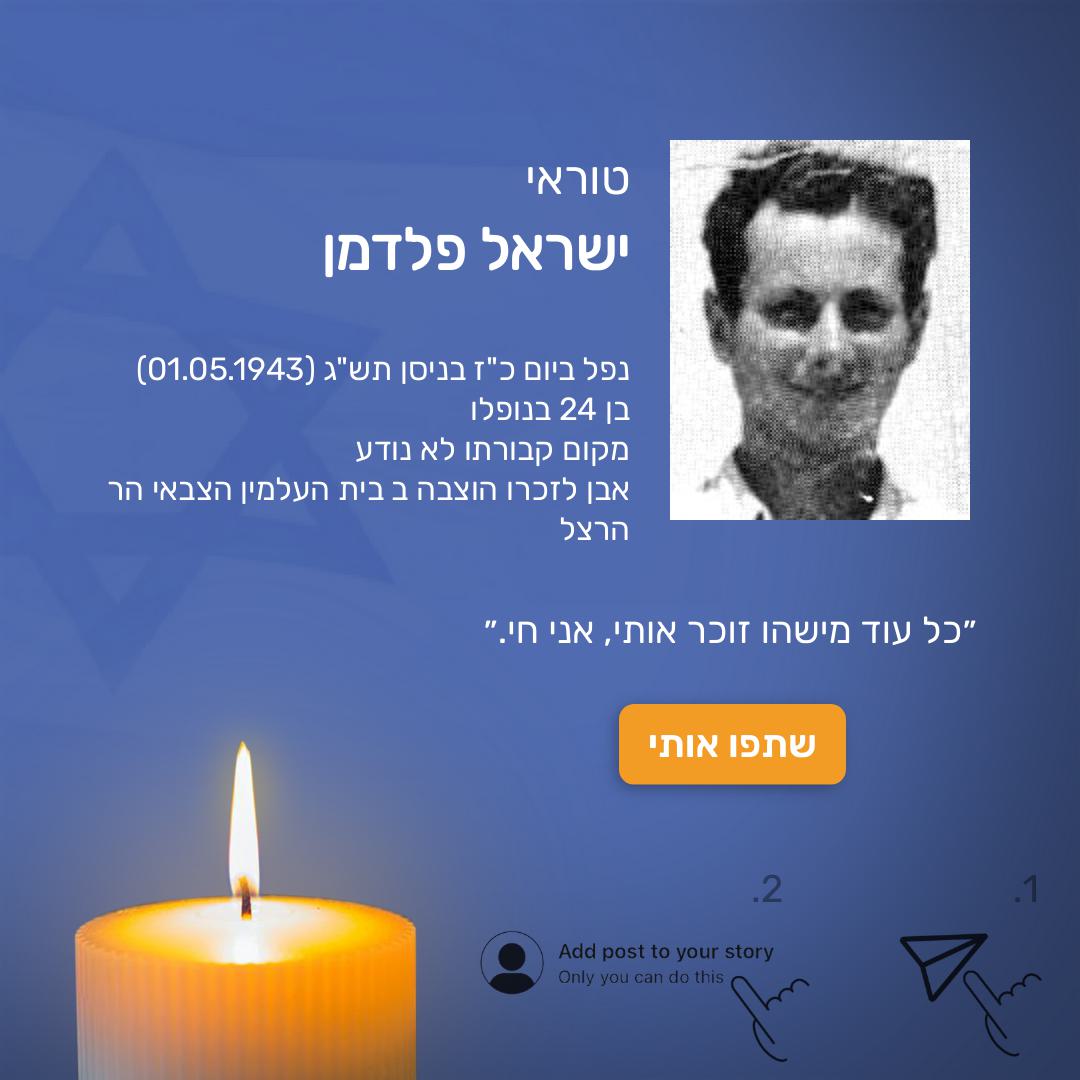 טוראי
ישראל פלדמן
נפל ביום כ"ז בניסן תש"ג (01.05.1943)
בן 24 בנופלו
מקום קבורתו לא נודע
אבן לזכרו הוצבה ב בית העלמין הצבאי הר
הרצל
״כל עוד מישהו זוכר אותי, אני חי.״
שתפו אותי
1.
2.
Add post to your story
Only you can do this